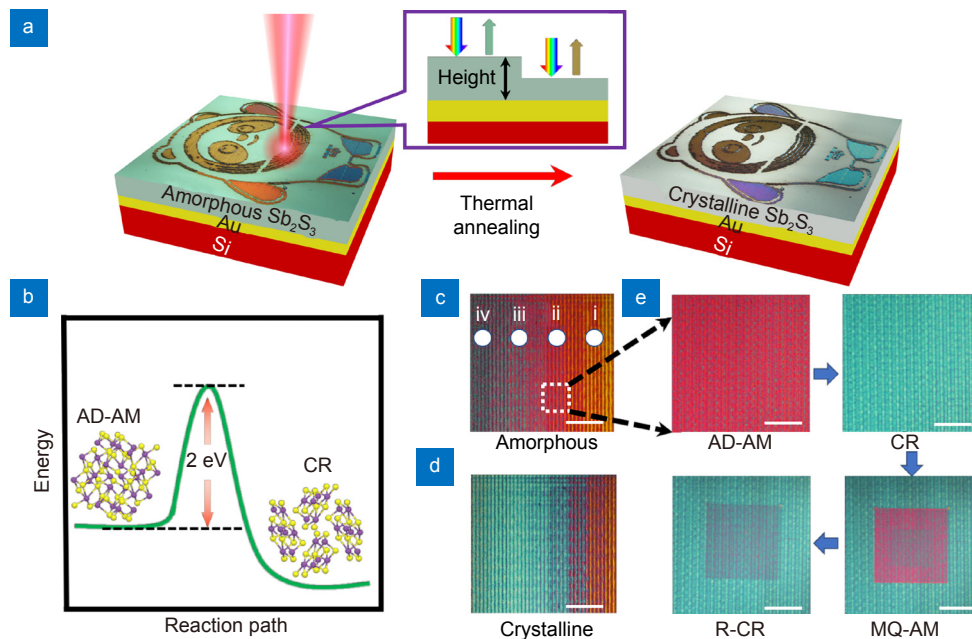 a
Height
Amorphous Sb₂S₃
Au
Si
Thermal
annealing
Crystalline Sb₂S₃
Au
Si
b
Energy
AD-AM
2 eV
CR
Reaction path
c
iv iii ii i
Amorphous
d
Crystalline
e
AD-AM
CR
R-CR
MQ-AM